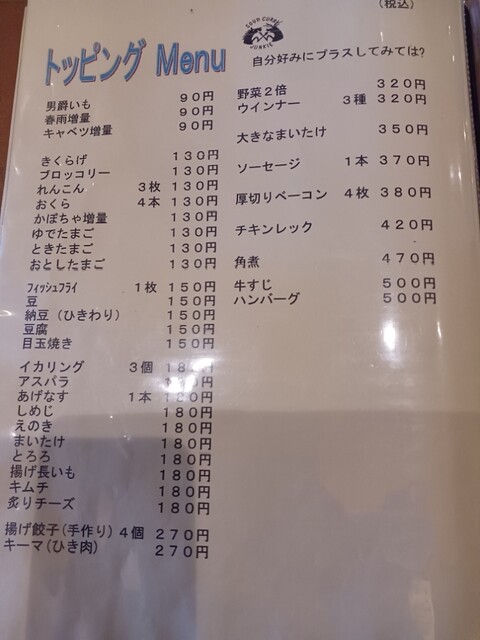 (税込)
SOUP CURRY
JUNKIE
トッピング Menu
自分好みにプラスしてみては?
男爵いも 90円
春雨増量 90円
キャベツ増量 90円
きくらげ 130円
ブロッコリー 130円
れんこん 3枚 130円
おくら 4本 130円
かぼちゃ増量 130円
ゆでたまご 130円
ときたまご 130円
おとしたまご 130円
フィッシュフライ 1枚 150円
豆 150円
納豆(ひきわり) 150円
豆腐 150円
目玉焼き 150円
イカリング 3個 180円
アスパラ 180円
あげなす 1本 180円
しめじ 180円
えのき 180円
まいたけ 180円
とろろ 180円
揚げ長いも 180円
キムチ 180円
炙りチーズ 180円
揚げ餃子(手作り) 4個 270円
キーマ(ひき肉) 270円
野菜2倍 320円
ウインナー 3種 320円
大きなまいたけ 350円
ソーセージ 1本 370円
厚切りベーコン 4枚 380円
チキンレック 420円
角煮 470円
牛すじ 500円
ハンバーグ 500円